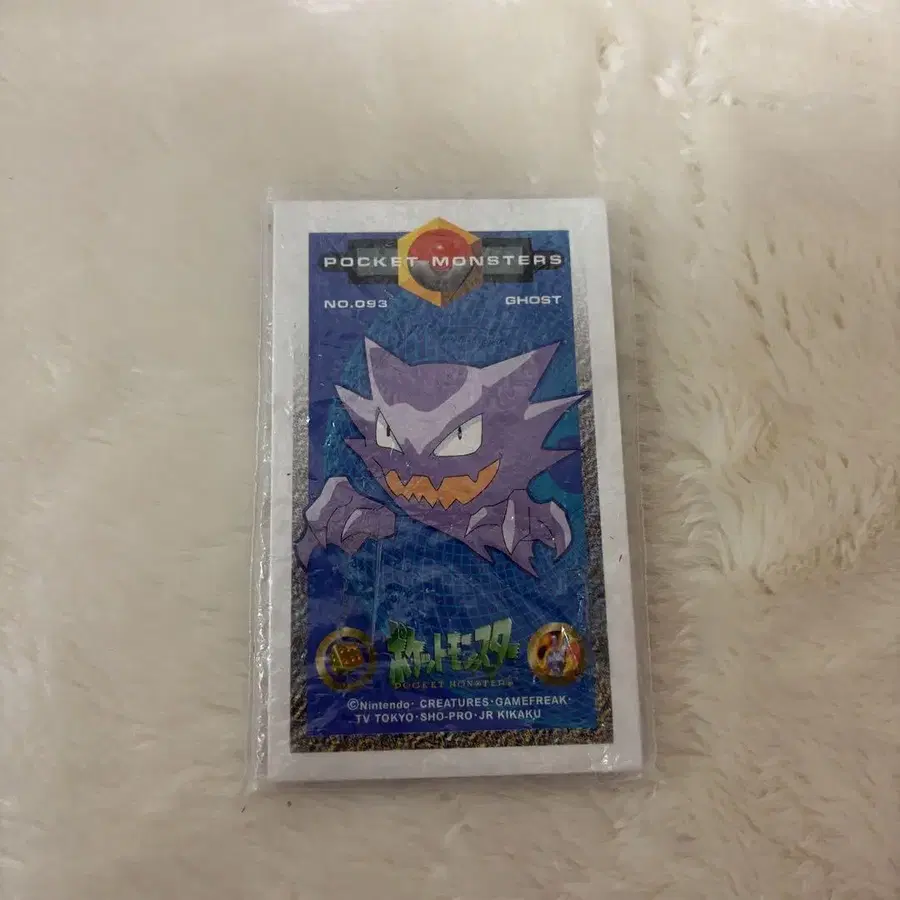 POCKET MONSTERS
NO.093 GHOST
ポケットモンスター
POCKET MONSTERS
©Nintendo· CREATURES·GAMEFREAK·
TV TOKYO·SHO-PRO·JR KIKAKU